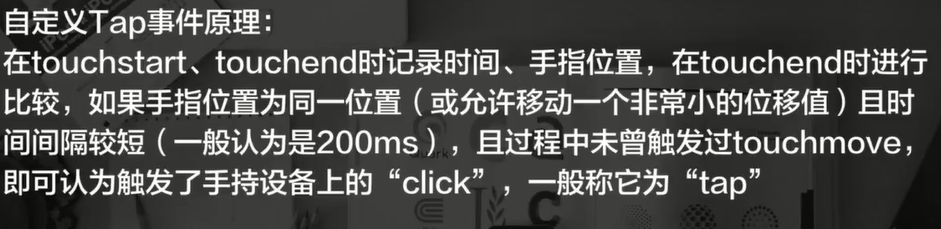 自定义Tap事件原理：
在touchstart、touchend时记录时间、手指位置，在touchend时进行
比较，如果手指位置为同一位置（或允许移动一个非常小的位移值）且时
间间隔较短（一般认为是200ms），且过程中未曾触发过touchmove，
即可认为触发了手持设备上的“click”，一般称它为“tap”